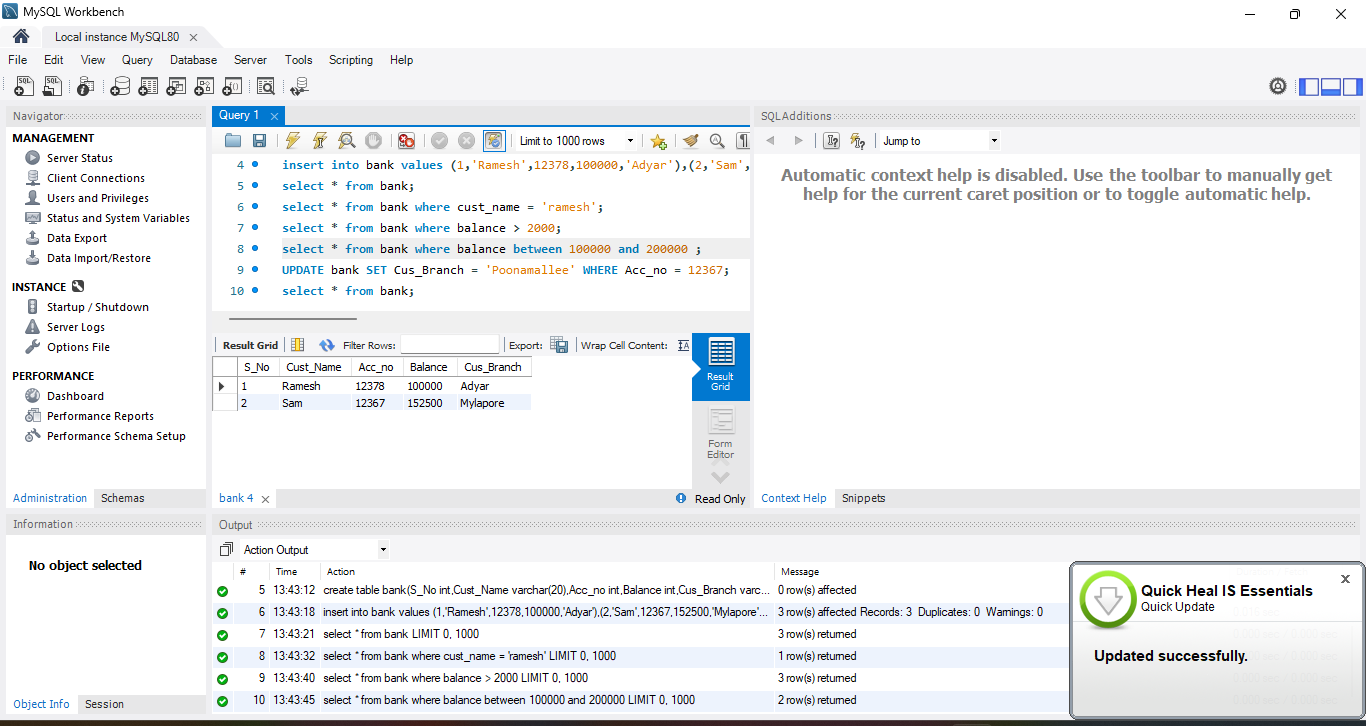 MySQL Workbench
Local instance MySQL80
File Edit View Query Database Server Tools Scripting Help
Navigator
MANAGEMENT
Server Status
Client Connections
Users and Privileges
Status and System Variables
Data Export
Data Import/Restore
INSTANCE
Startup / Shutdown
Server Logs
Options File
PERFORMANCE
Dashboard
Performance Reports
Performance Schema Setup
Administration Schemas
Information
No object selected
Object Info Session
Query 1
Limit to 1000 rows
4 insert into bank values (1,'Ramesh',12378,100000,'Adyar'),(2,'Sam',
5 select * from bank;
6 select * from bank where cust_name = 'ramesh';
7 select * from bank where balance > 2000;
8 select * from bank where balance between 100000 and 200000 ;
9 UPDATE bank SET Cus_Branch = 'Poonamallee' WHERE Acc_no = 12367;
10 select * from bank;
Result Grid Filter Rows: Export: Wrap Cell Content:
S_No Cust_Name Acc_no Balance Cus_Branch
1 Ramesh 12378 100000 Adyar
2 Sam 12367 152500 Mylapore
Result
Grid
Form
Editor
bank 4
Read Only
SQLAdditions
Jump to
Automatic context help is disabled. Use the toolbar to manually get
help for the current caret position or to toggle automatic help.
Context Help Snippets
Output
Action Output
# Time Action Message
5 13:43:12 create table bank(S_No int,Cust_Name varchar(20),Acc_no int,Balance int,Cus_Branch varc... 0 row(s) affected
6 13:43:18 insert into bank values (1,'Ramesh',12378,100000,'Adyar'),(2,'Sam',12367,152500,'Mylapore'... 3 row(s) affected Records: 3 Duplicates: 0 Warnings: 0
7 13:43:21 select * from bank LIMIT 0, 1000 3 row(s) returned
8 13:43:32 select * from bank where cust_name = 'ramesh' LIMIT 0, 1000 1 row(s) returned
9 13:43:40 select * from bank where balance > 2000 LIMIT 0, 1000 3 row(s) returned
10 13:43:45 select * from bank where balance between 100000 and 200000 LIMIT 0, 1000 2 row(s) returned
Quick Heal IS Essentials
Quick Update
Updated successfully.